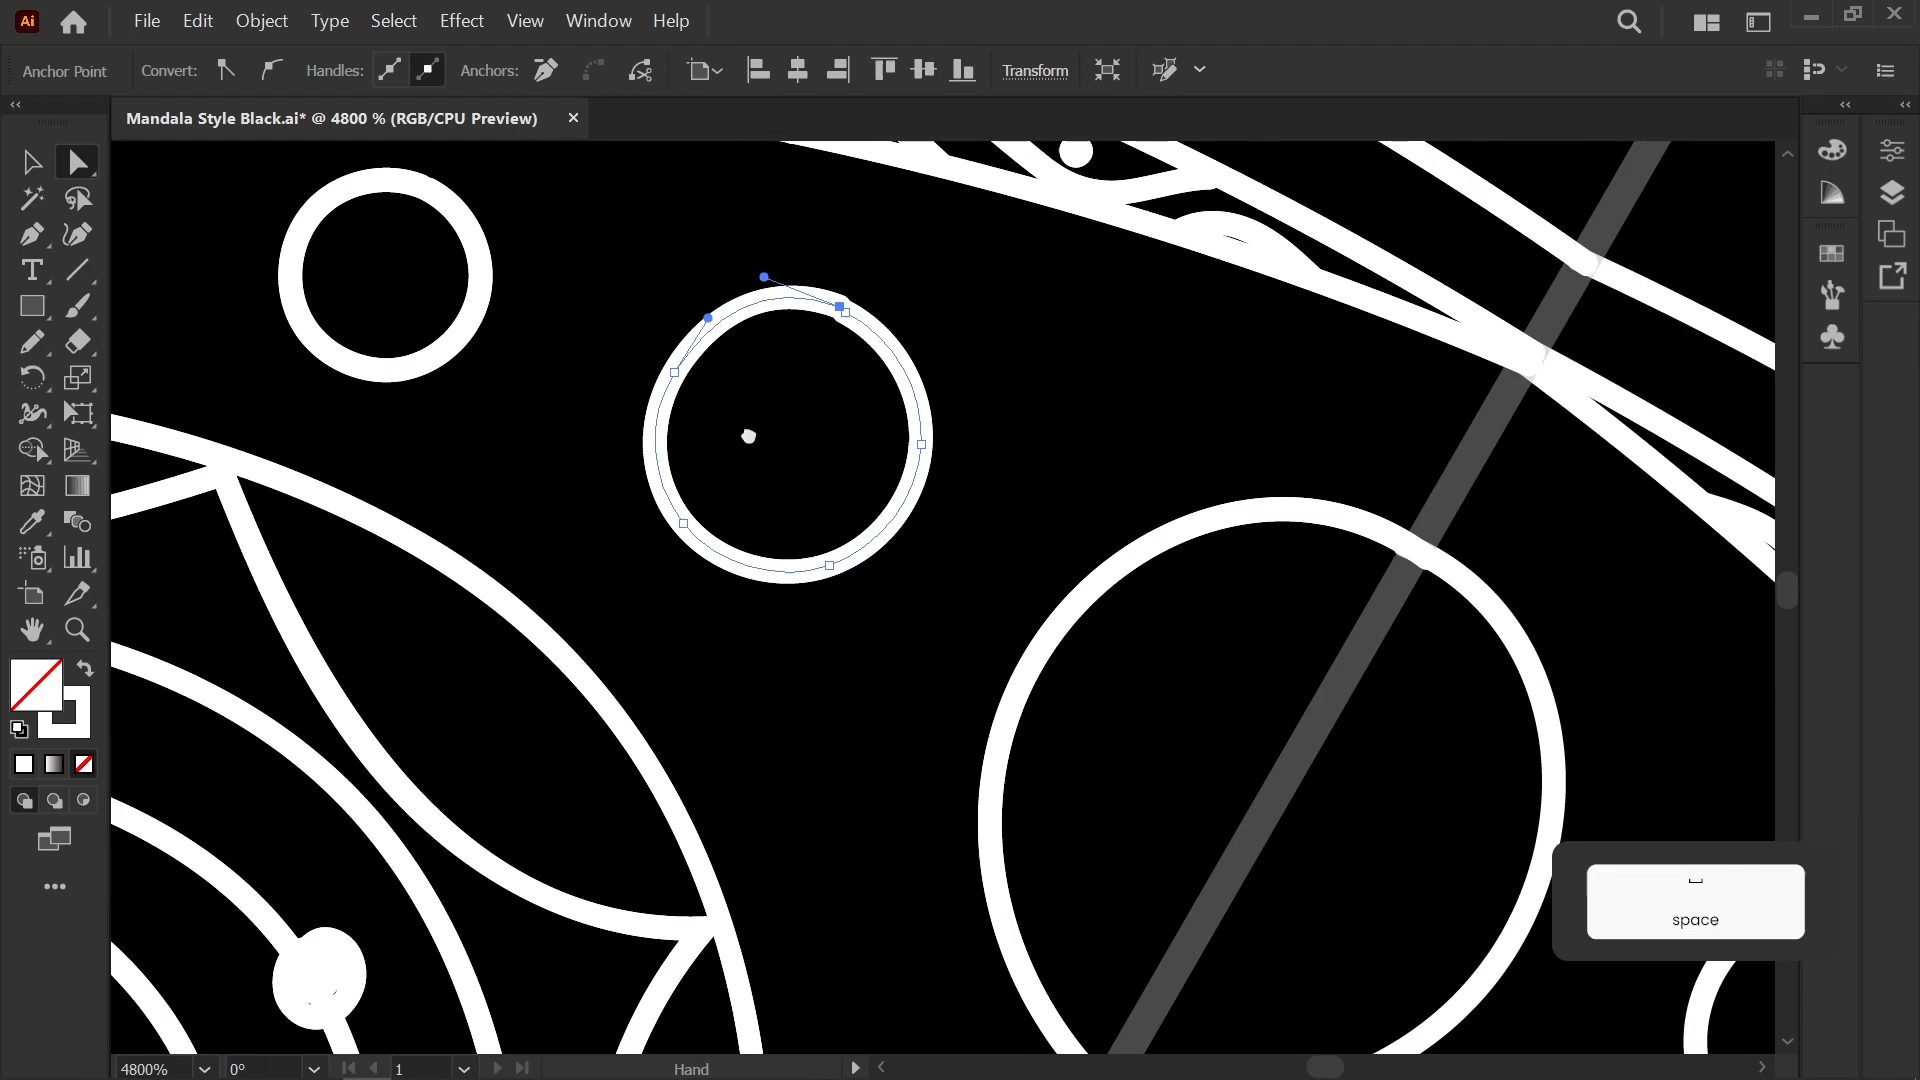 Ai File Edit Object Type Select Effect View Window Help
Anchor Point Convert: Handles: Anchors: Transform
Mandala Style Black.ai* @ 4800 % (RGB/CPU Preview)
space
4800% 0° 1 Hand